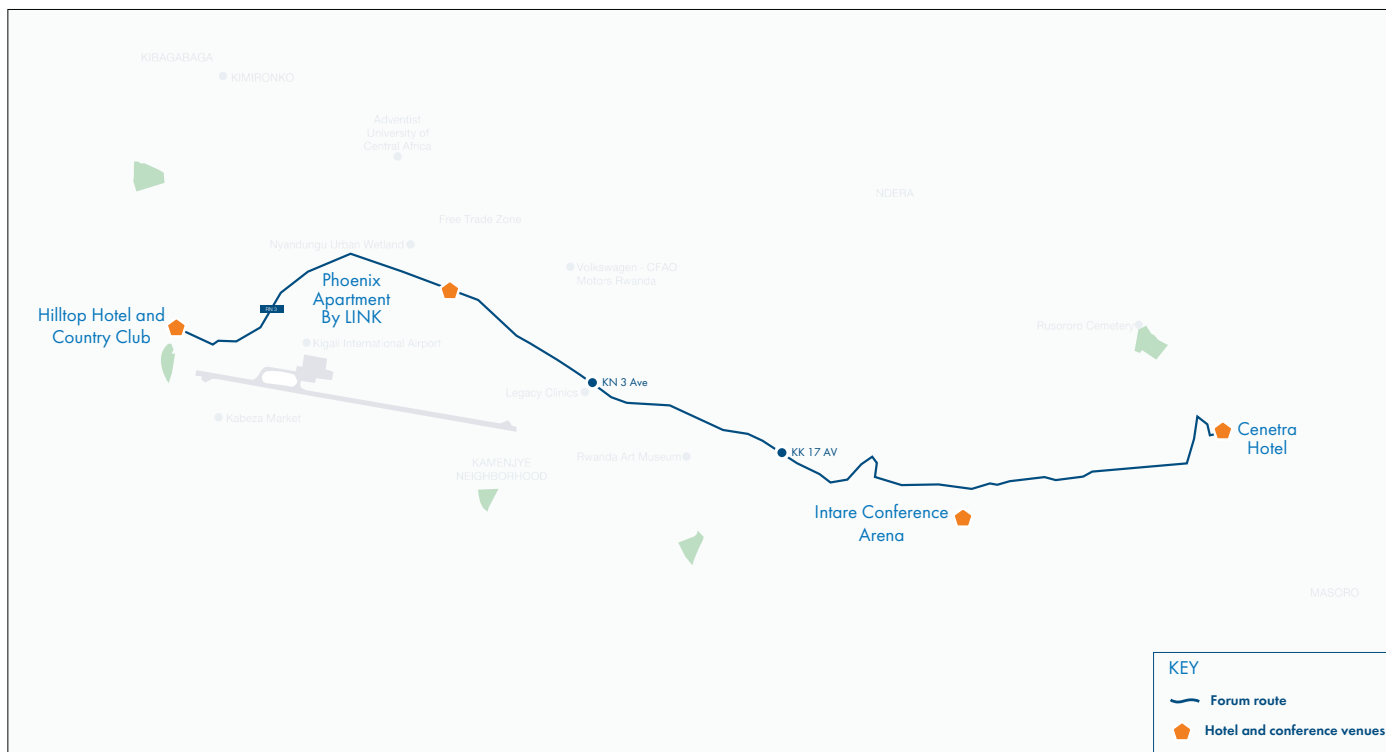 KIBAGABAGA
KIMIRONKO
Adventist
University of
Central Africa
NDERA
Free Trade Zone
Nyandungu Urban Wetland
Volkswagen - CFAO
Motors Rwanda
Phoenix
Apartment
By LINK
RN 3
Hilltop Hotel and
Country Club
Kigali International Airport
Rusororo Cemetery
KN 3 Ave
Legacy Clinics
Kabeza Market
Cenetra
Hotel
KK 17 AV
Rwanda Art Museum
KAMENJYE
NEIGHBORHOOD
Intare Conference
Arena
MASORO
KEY
Forum route
Hotel and conference venues